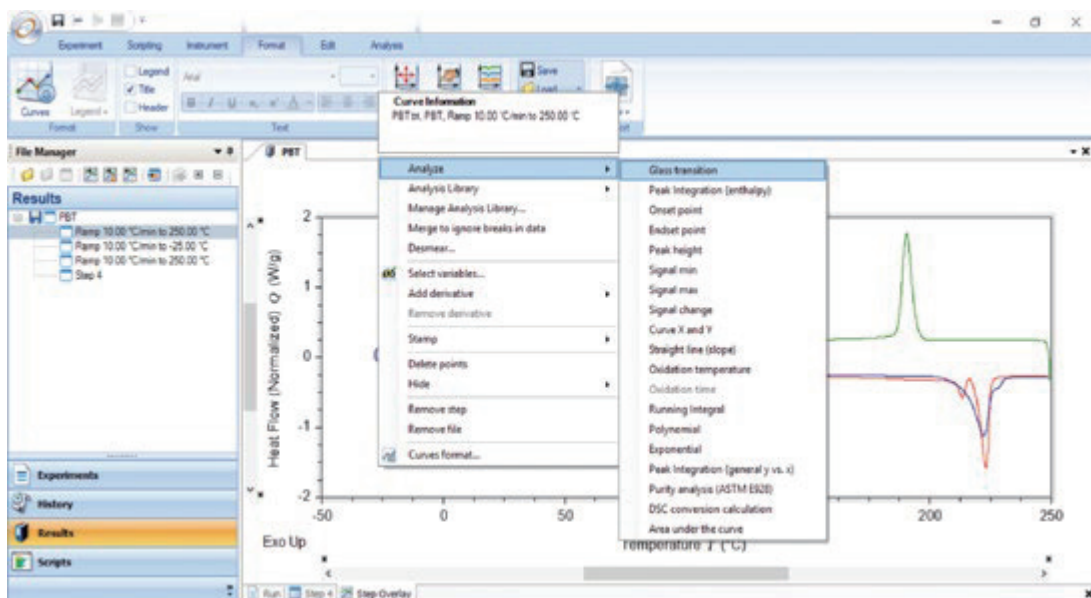 Experiment Scripting Instrument Format Edit Analysis
Curves
Legend
Legend
Title
Header
Arial
B I U
Save
Load
Format Show Text
Curve Information
PBT tri, PBT, Ramp 10.00 °C/min to 250.00 °C
File Manager
Results
PBT
Ramp 10.00 °C/min to 250.00 °C
Ramp 10.00 °C/min to -25.00 °C
Ramp 10.00 °C/min to 250.00 °C
Step 4
Experiments
History
Results
Scripts
PBT
Analyze
Analysis Library
Manage Analysis Library...
Merge to ignore breaks in data
Desmear...
Select variables...
Add derivative
Remove derivative
Stamp
Delete points
Hide
Remove step
Remove file
Curves format...
Glass transition
Peak Integration (enthalpy)
Onset point
Endset point
Peak height
Signal min
Signal max
Signal change
Curve X and Y
Straight line (slope)
Oxidation temperature
Oxidation time
Running Integral
Polynomial
Exponential
Peak Integration (general y vs. x)
Purity analysis (ASTM E928)
DSC conversion calculation
Area under the curve
Heat Flow (Normalized) Q (W/g)
2
1
0
-1
-2
-50 0 50 200 250
Exo Up
Temperature T (°C)
Run Step 4 Step Overlay